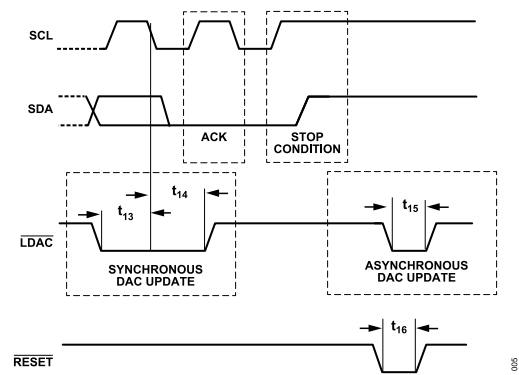 SCL
SDA
ACK
STOP
CONDITION
t14
t13
t15
LDAC
SYNCHRONOUS
DAC UPDATE
ASYNCHRONOUS
DAC UPDATE
t16
RESET
005